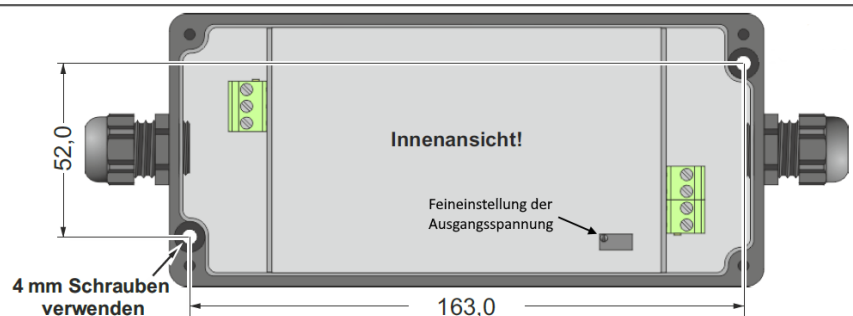 52,0
Innenansicht!
Feineinstellung der
Ausgangsspannung
4 mm Schrauben
verwenden
163,0